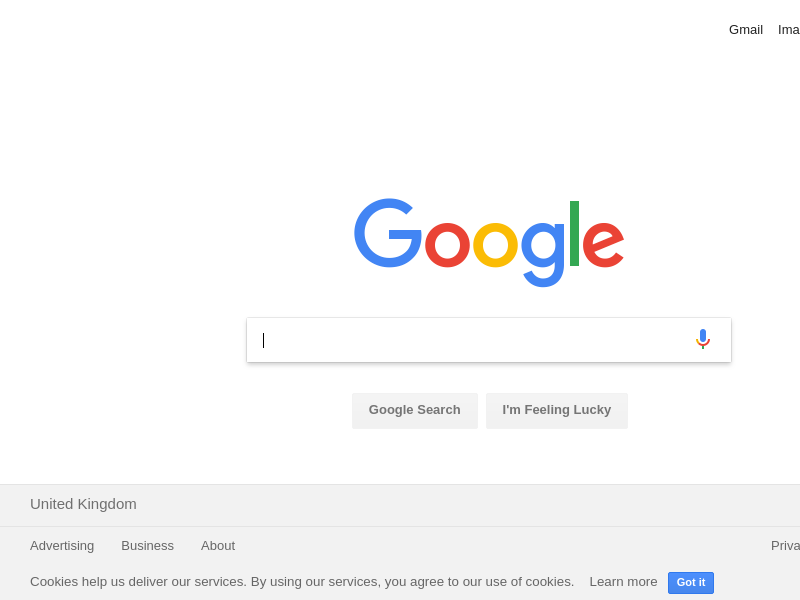 Gmail Ima
Google
Google Search I'm Feeling Lucky
United Kingdom
Advertising Business About Priva
Cookies help us deliver our services. By using our services, you agree to our use of cookies. Learn more Got it